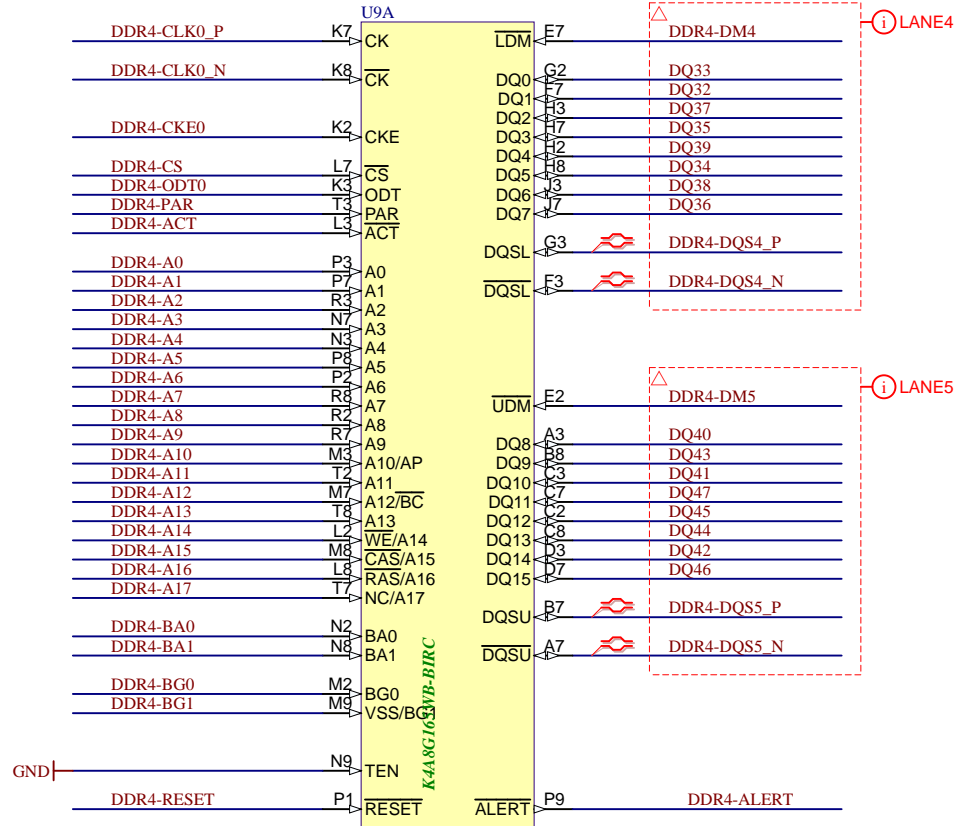 U9A
DDR4-CLK0_P K7 CK LDM E7 DDR4-DM4 i LANE4
DDR4-CLK0_N K8 CK DQ0 G2 DQ33
DQ1 F7 DQ32
DQ2 H3 DQ37
DDR4-CKE0 K2 CKE DQ3 H7 DQ35
DQ4 H2 DQ39
DDR4-CS L7 CS DQ5 H8 DQ34
DDR4-ODT0 K3 ODT DQ6 J3 DQ38
DDR4-PAR T3 PAR DQ7 J7 DQ36
DDR4-ACT L3 ACT
DQSL G3 DDR4-DQS4_P
DDR4-A0 P3 A0
DDR4-A1 P7 A1 DQSL F3 DDR4-DQS4_N
DDR4-A2 R3 A2
DDR4-A3 N7 A3
DDR4-A4 N3 A4
DDR4-A5 P8 A5
DDR4-A6 P2 A6 i LANE5
DDR4-A7 R8 A7 UDM E2 DDR4-DM5
DDR4-A8 R2 A8
DDR4-A9 R7 A9 DQ8 A3 DQ40
DDR4-A10 M3 A10/AP DQ9 B8 DQ43
DDR4-A11 T2 A11 DQ10 C3 DQ41
DDR4-A12 M7 A12/BC DQ11 C7 DQ47
DDR4-A13 T8 A13 DQ12 C2 DQ45
DDR4-A14 L2 WE/A14 DQ13 C8 DQ44
DDR4-A15 M8 CAS/A15 DQ14 D3 DQ42
DDR4-A16 L8 RAS/A16 DQ15 D7 DQ46
DDR4-A17 T7 NC/A17
DQSU B7 DDR4-DQS5_P
DDR4-BA0 N2 BA0
DDR4-BA1 N8 BA1 DQSU A7 DDR4-DQS5_N
DDR4-BG0 M2 BG0
DDR4-BG1 M9 VSS/BG1
GND N9 TEN
DDR4-RESET P1 RESET ALERT P9 DDR4-ALERT